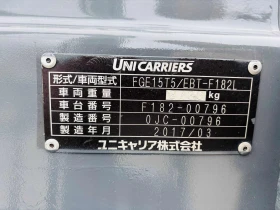 UNICARRIERS
形式/車両型式 FGE15T5/EBT-F182L
車両重量 kg
車台番号 F182-00796
製造番号 0JC-00796
製造年月 2017/03
ユニキャリア株式会社